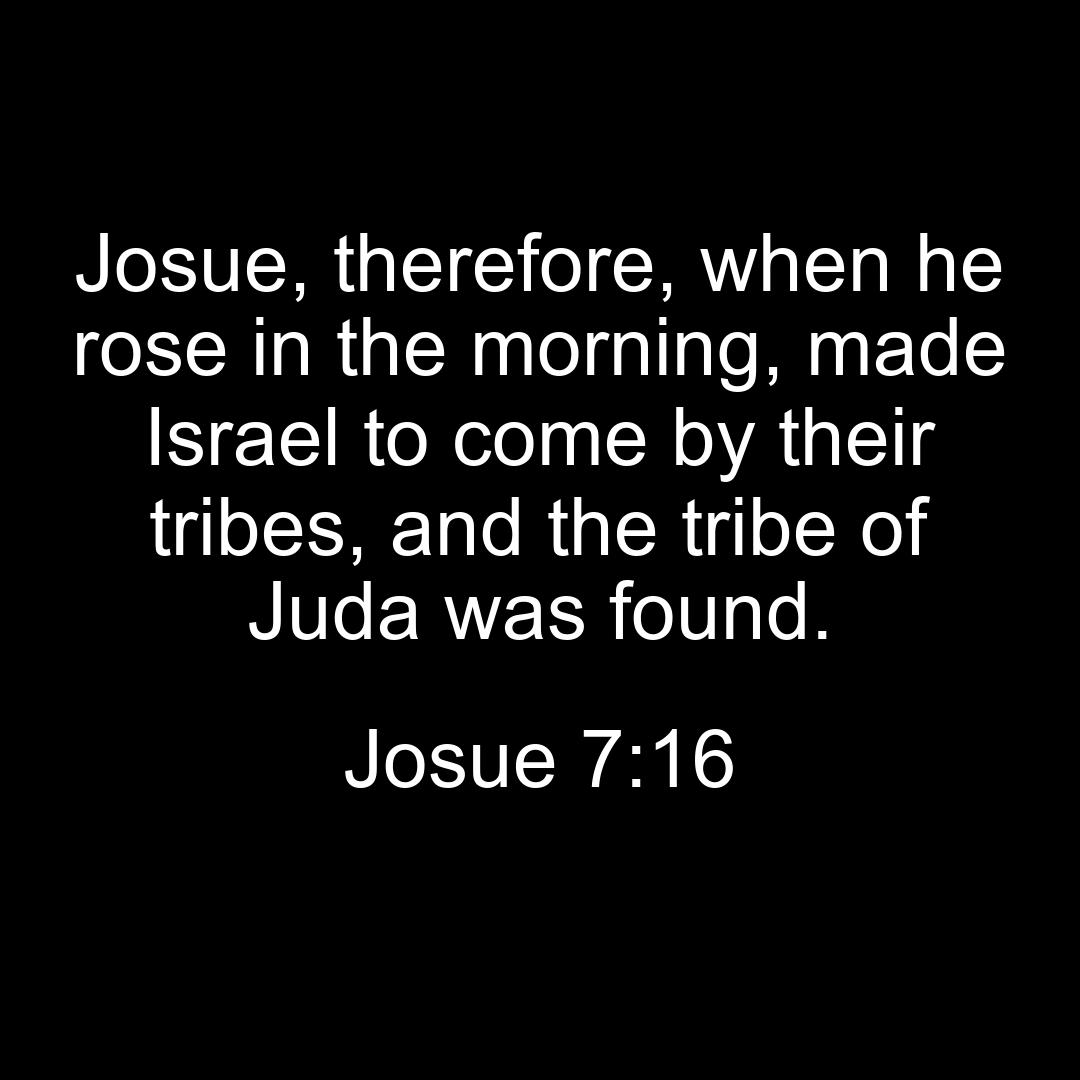 Josue, therefore, when he
rose in the morning, made
Israel to come by their
tribes, and the tribe of
Juda was found.
Josue 7:16